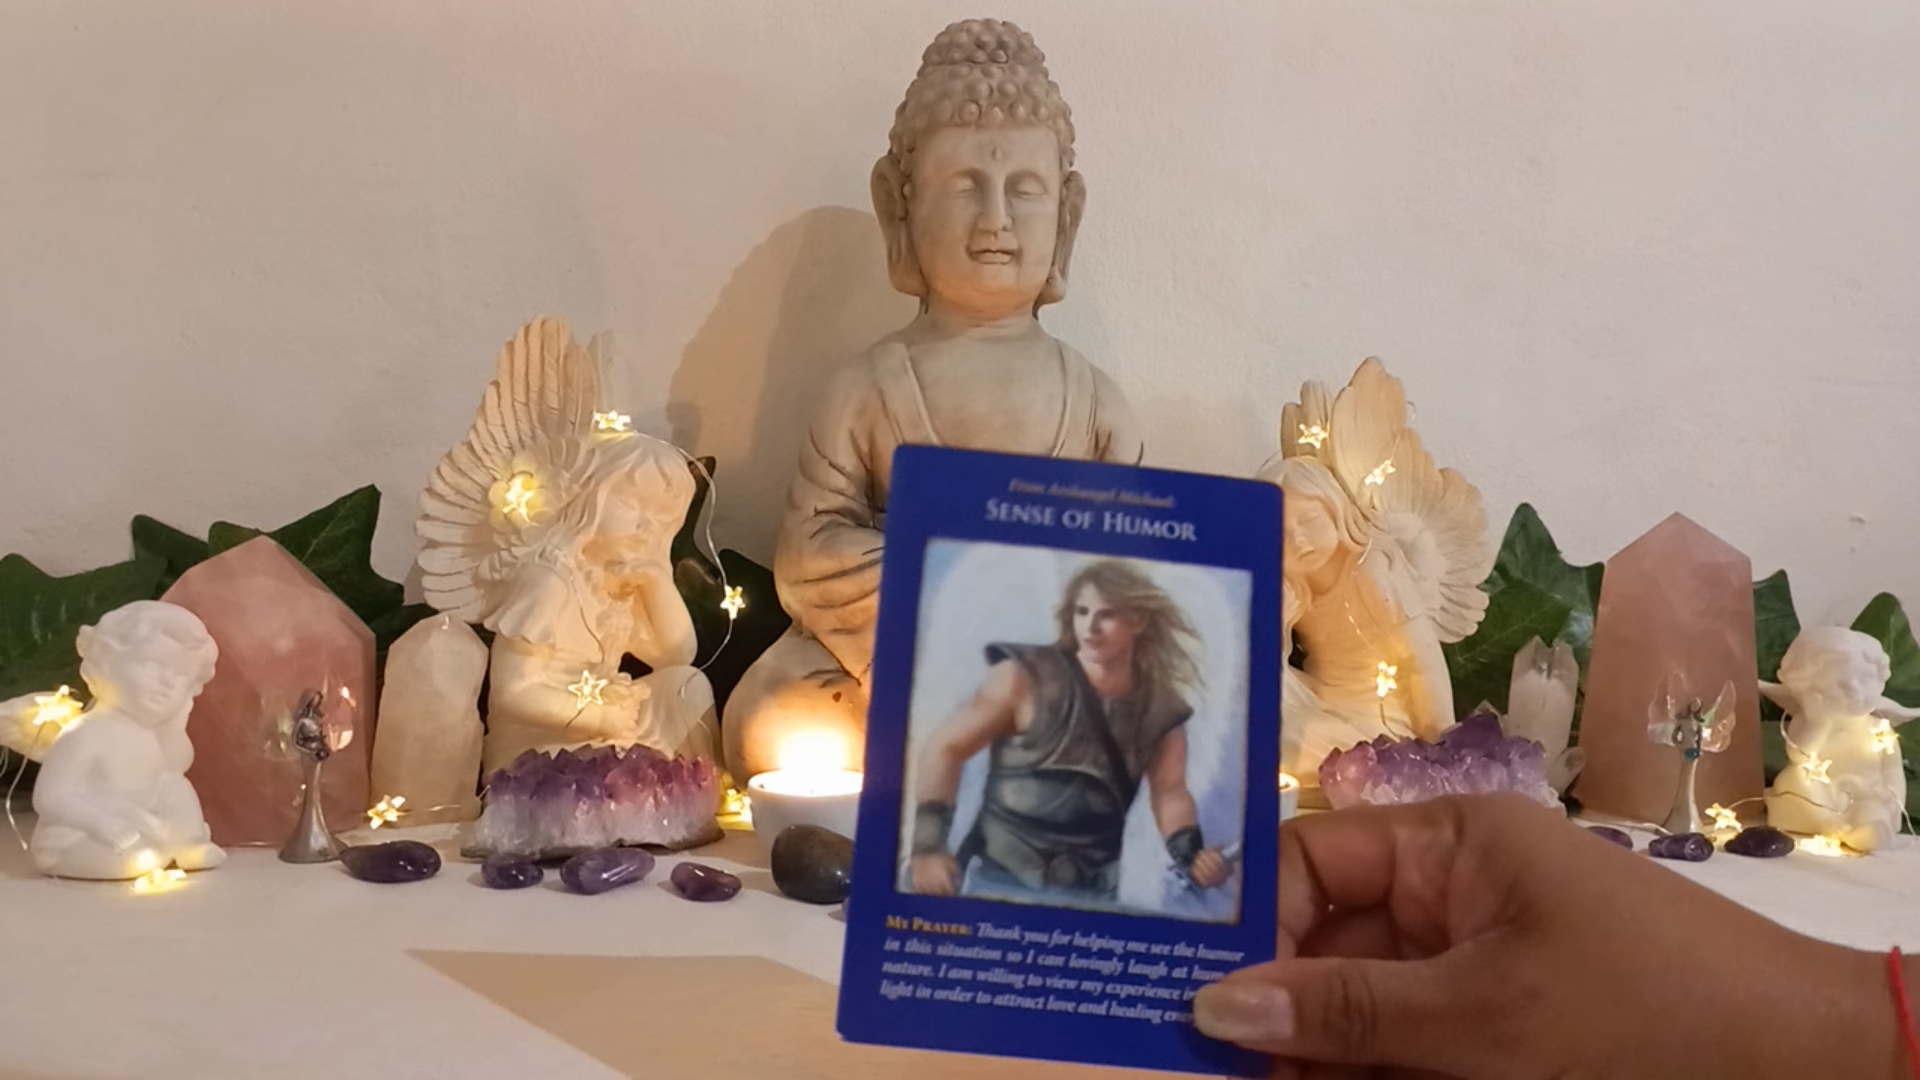 From Archangel Michael:
SENSE OF HUMOR
MY PRAYER: Thank you for helping me see the humor
in this situation so I can lovingly laugh at
nature. I am willing to view my experience
light in order to attract love and healing